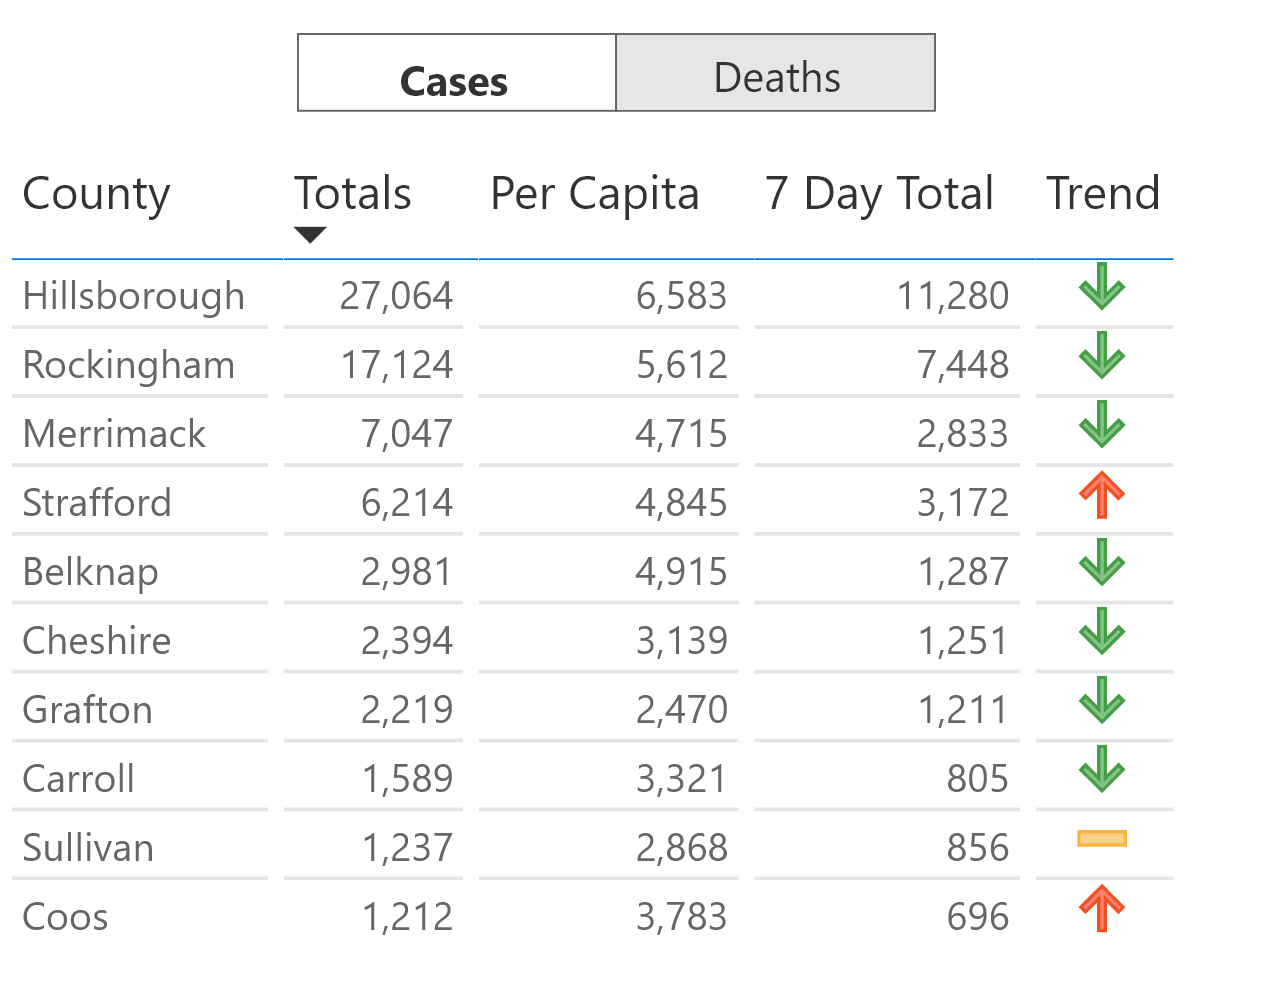 Cases Deaths
County Totals Per Capita 7 Day Total Trend
Hillsborough 27,064 6,583 11,280
Rockingham 17,124 5,612 7,448
Merrimack 7,047 4,715 2,833
Strafford 6,214 4,845 3,172
Belknap 2,981 4,915 1,287
Cheshire 2,394 3,139 1,251
Grafton 2,219 2,470 1,211
Carroll 1,589 3,321 805
Sullivan 1,237 2,868 856
Coos 1,212 3,783 696